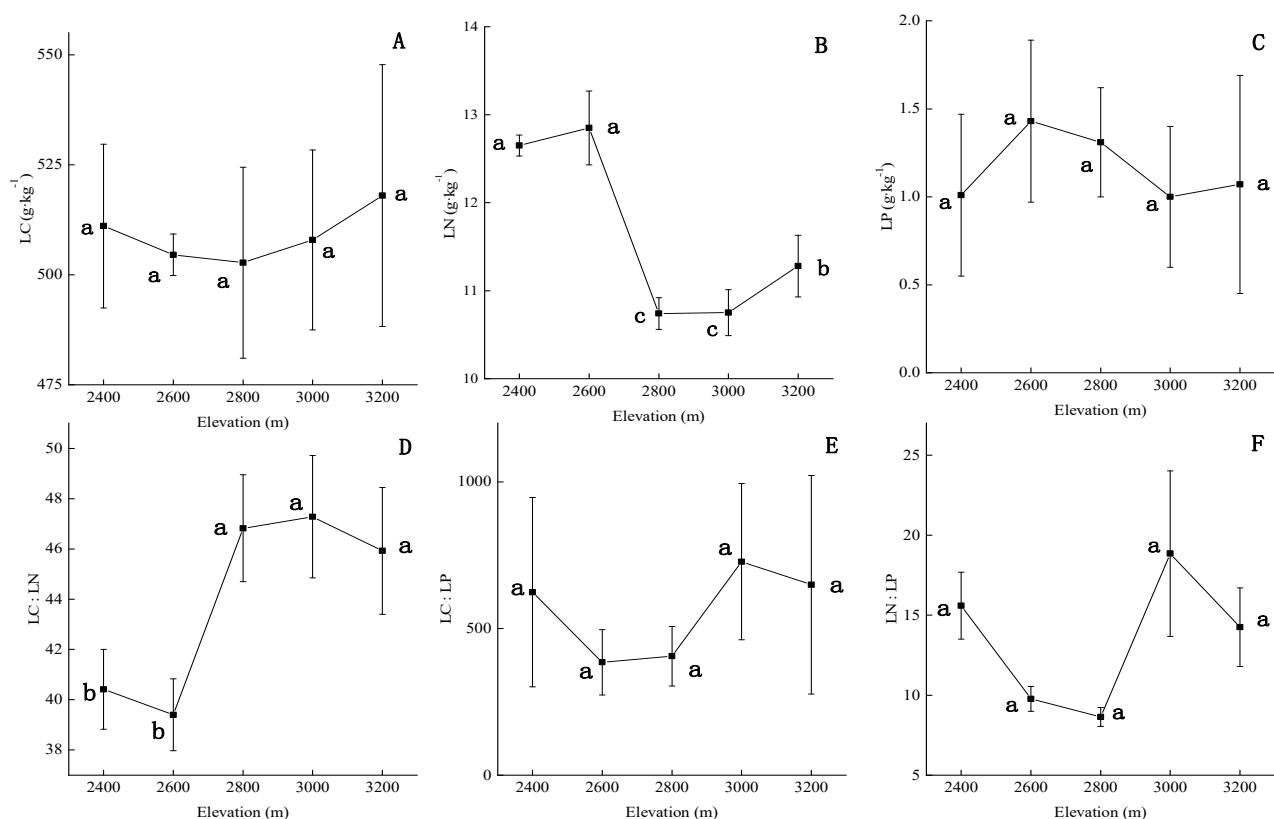 A
LC (g·kg⁻¹)
550
525
500
475
a
a
a
a
a
2400 2600 2800 3000 3200
Elevation (m)
B
LN (g·kg⁻¹)
14
13
12
11
10
a
a
c
c
b
2400 2600 2800 3000 3200
Elevation (m)
C
LP (g·kg⁻¹)
2.0
1.5
1.0
0.5
0.0
a
a
a
a
a
2400 2600 2800 3000 3200
Elevation (m)
D
LC : LN
50
48
46
44
42
40
38
b
b
a
a
a
2400 2600 2800 3000 3200
Elevation (m)
E
LC : LP
1000
500
0
a
a
a
a
a
2400 2600 2800 3000 3200
Elevation (m)
F
LN : LP
25
20
15
10
5
a
a
a
a
a
2400 2600 2800 3000 3200
Elevation (m)